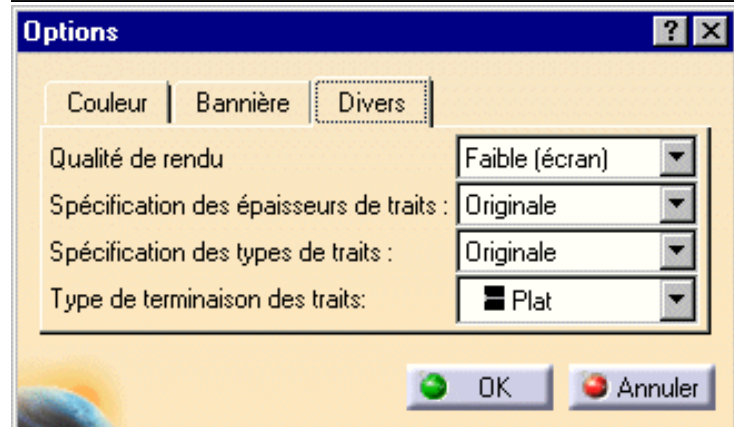 Options
Couleur Bannière Divers
Qualité de rendu Faible (écran)
Spécification des épaisseurs de traits : Originale
Spécification des types de traits : Originale
Type de terminaison des traits: Plat
OK Annuler